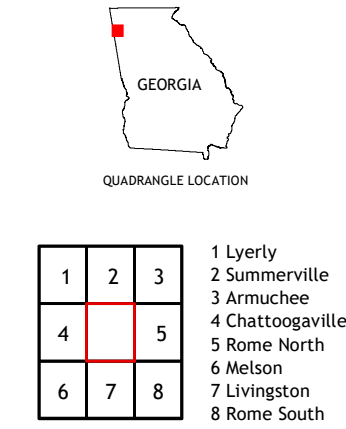 GEORGIA
QUADRANGLE LOCATION
1 2 3
4 5
6 7 8
1 Lyerly
2 Summerville
3 Armuchee
4 Chattoogaville
5 Rome North
6 Melson
7 Livingston
8 Rome South